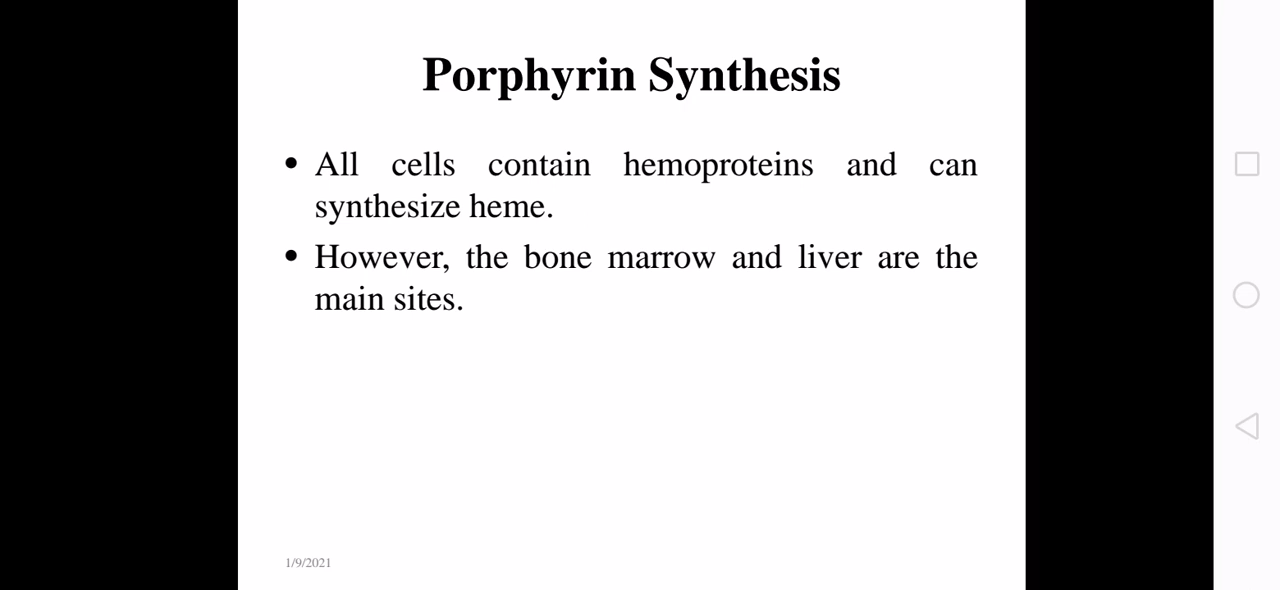 Porphyrin Synthesis
• All cells contain hemoproteins and can
synthesize heme.
• However, the bone marrow and liver are the
main sites.
1/9/2021